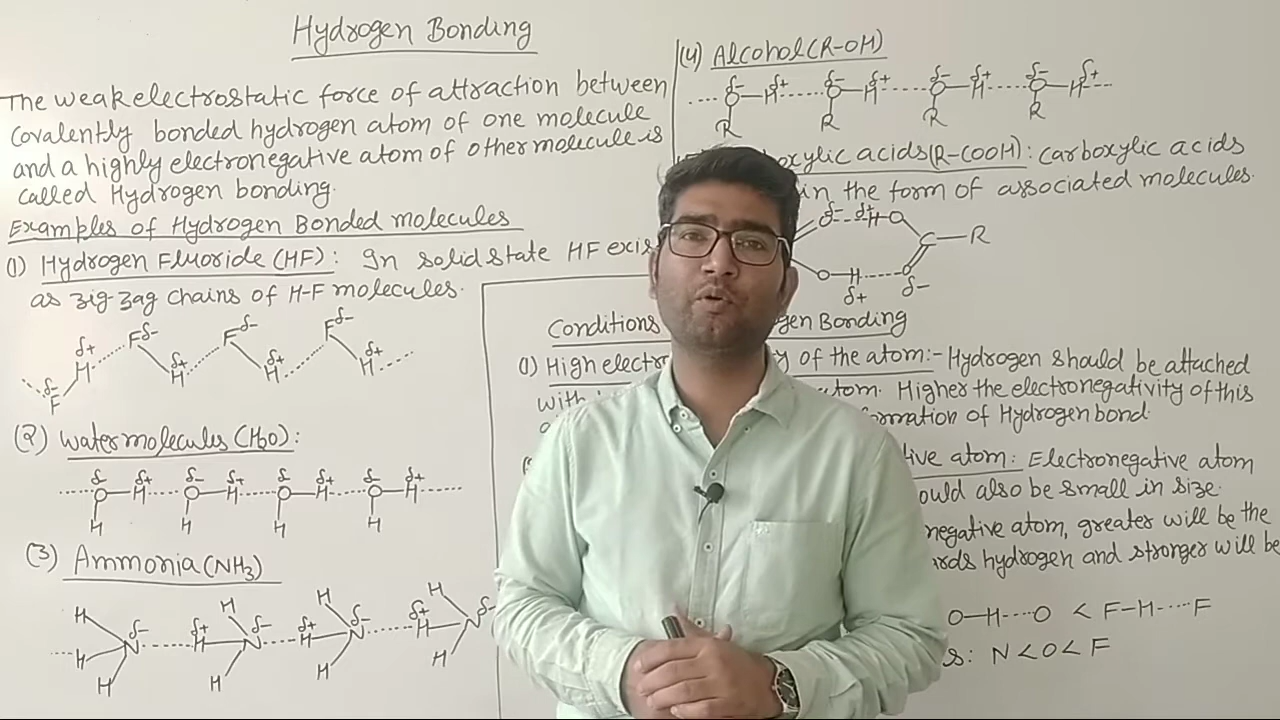 Hydrogen Bonding
The weak electrostatic force of attraction between
covalently bonded hydrogen atom of one molecule
and a highly electronegative atom of other molecule is
called Hydrogen bonding.
Examples of Hydrogen Bonded molecules
(1) Hydrogen Fluoride (HF): In solid state HF exis
as zig zag chains of H-F molecules.
δ- δ- δ-
δ+ F F F
H δ+ H δ+ H δ+ H
δ- F
(2) Water molecules (H2O):
δ- δ+ δ- δ+ δ- δ+ δ- δ+
O—H O—H O—H O—H
H H H H
(3) Ammonia (NH3)
H H H H
δ- δ+ δ- δ+ δ- δ+ δ-
H N H N H N H N
H H H H
(4) Alcohol (R-OH)
δ- δ+ δ- δ+ δ- δ+ δ- δ+
O—H O—H O—H O—H
R R R R
oxylic acids (R-COOH): Carboxylic acids
in the form of associated molecules.
O δ- δ+ H-O
C—R
O—H O
δ+ δ-
Conditions gen Bonding
(1) High electr y of the atom:- Hydrogen should be attached
with atom. Higher the electronegativity of this
ormation of Hydrogen bond.
tive atom: Electronegative atom
ould also be small in size.
negative atom, greater will be the
ards hydrogen and stronger will be
O—H----O < F-H----F
s: N < O < F